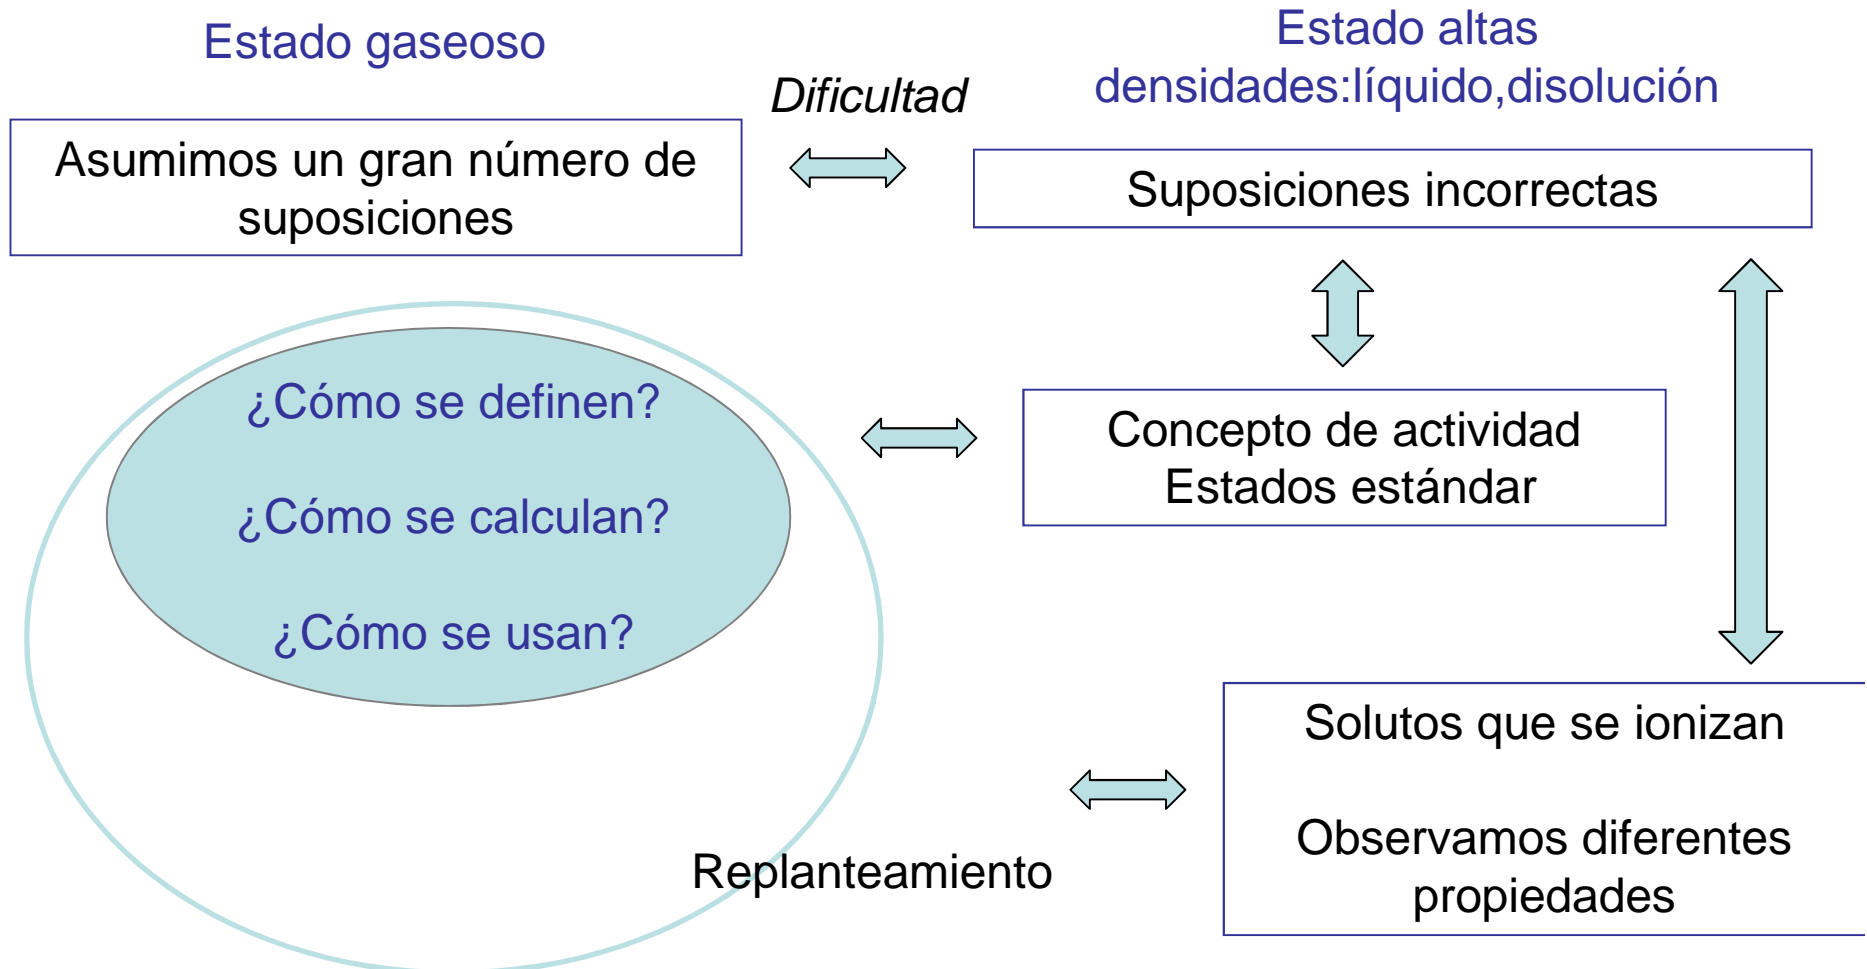 Estado gaseoso
Dificultad
Estado altas
densidades:líquido,disolución
Asumimos un gran número de
suposiciones
Suposiciones incorrectas
¿Cómo se definen?
¿Cómo se calculan?
¿Cómo se usan?
Concepto de actividad
Estados estándar
Solutos que se ionizan
Observamos diferentes
propiedades
Replanteamiento